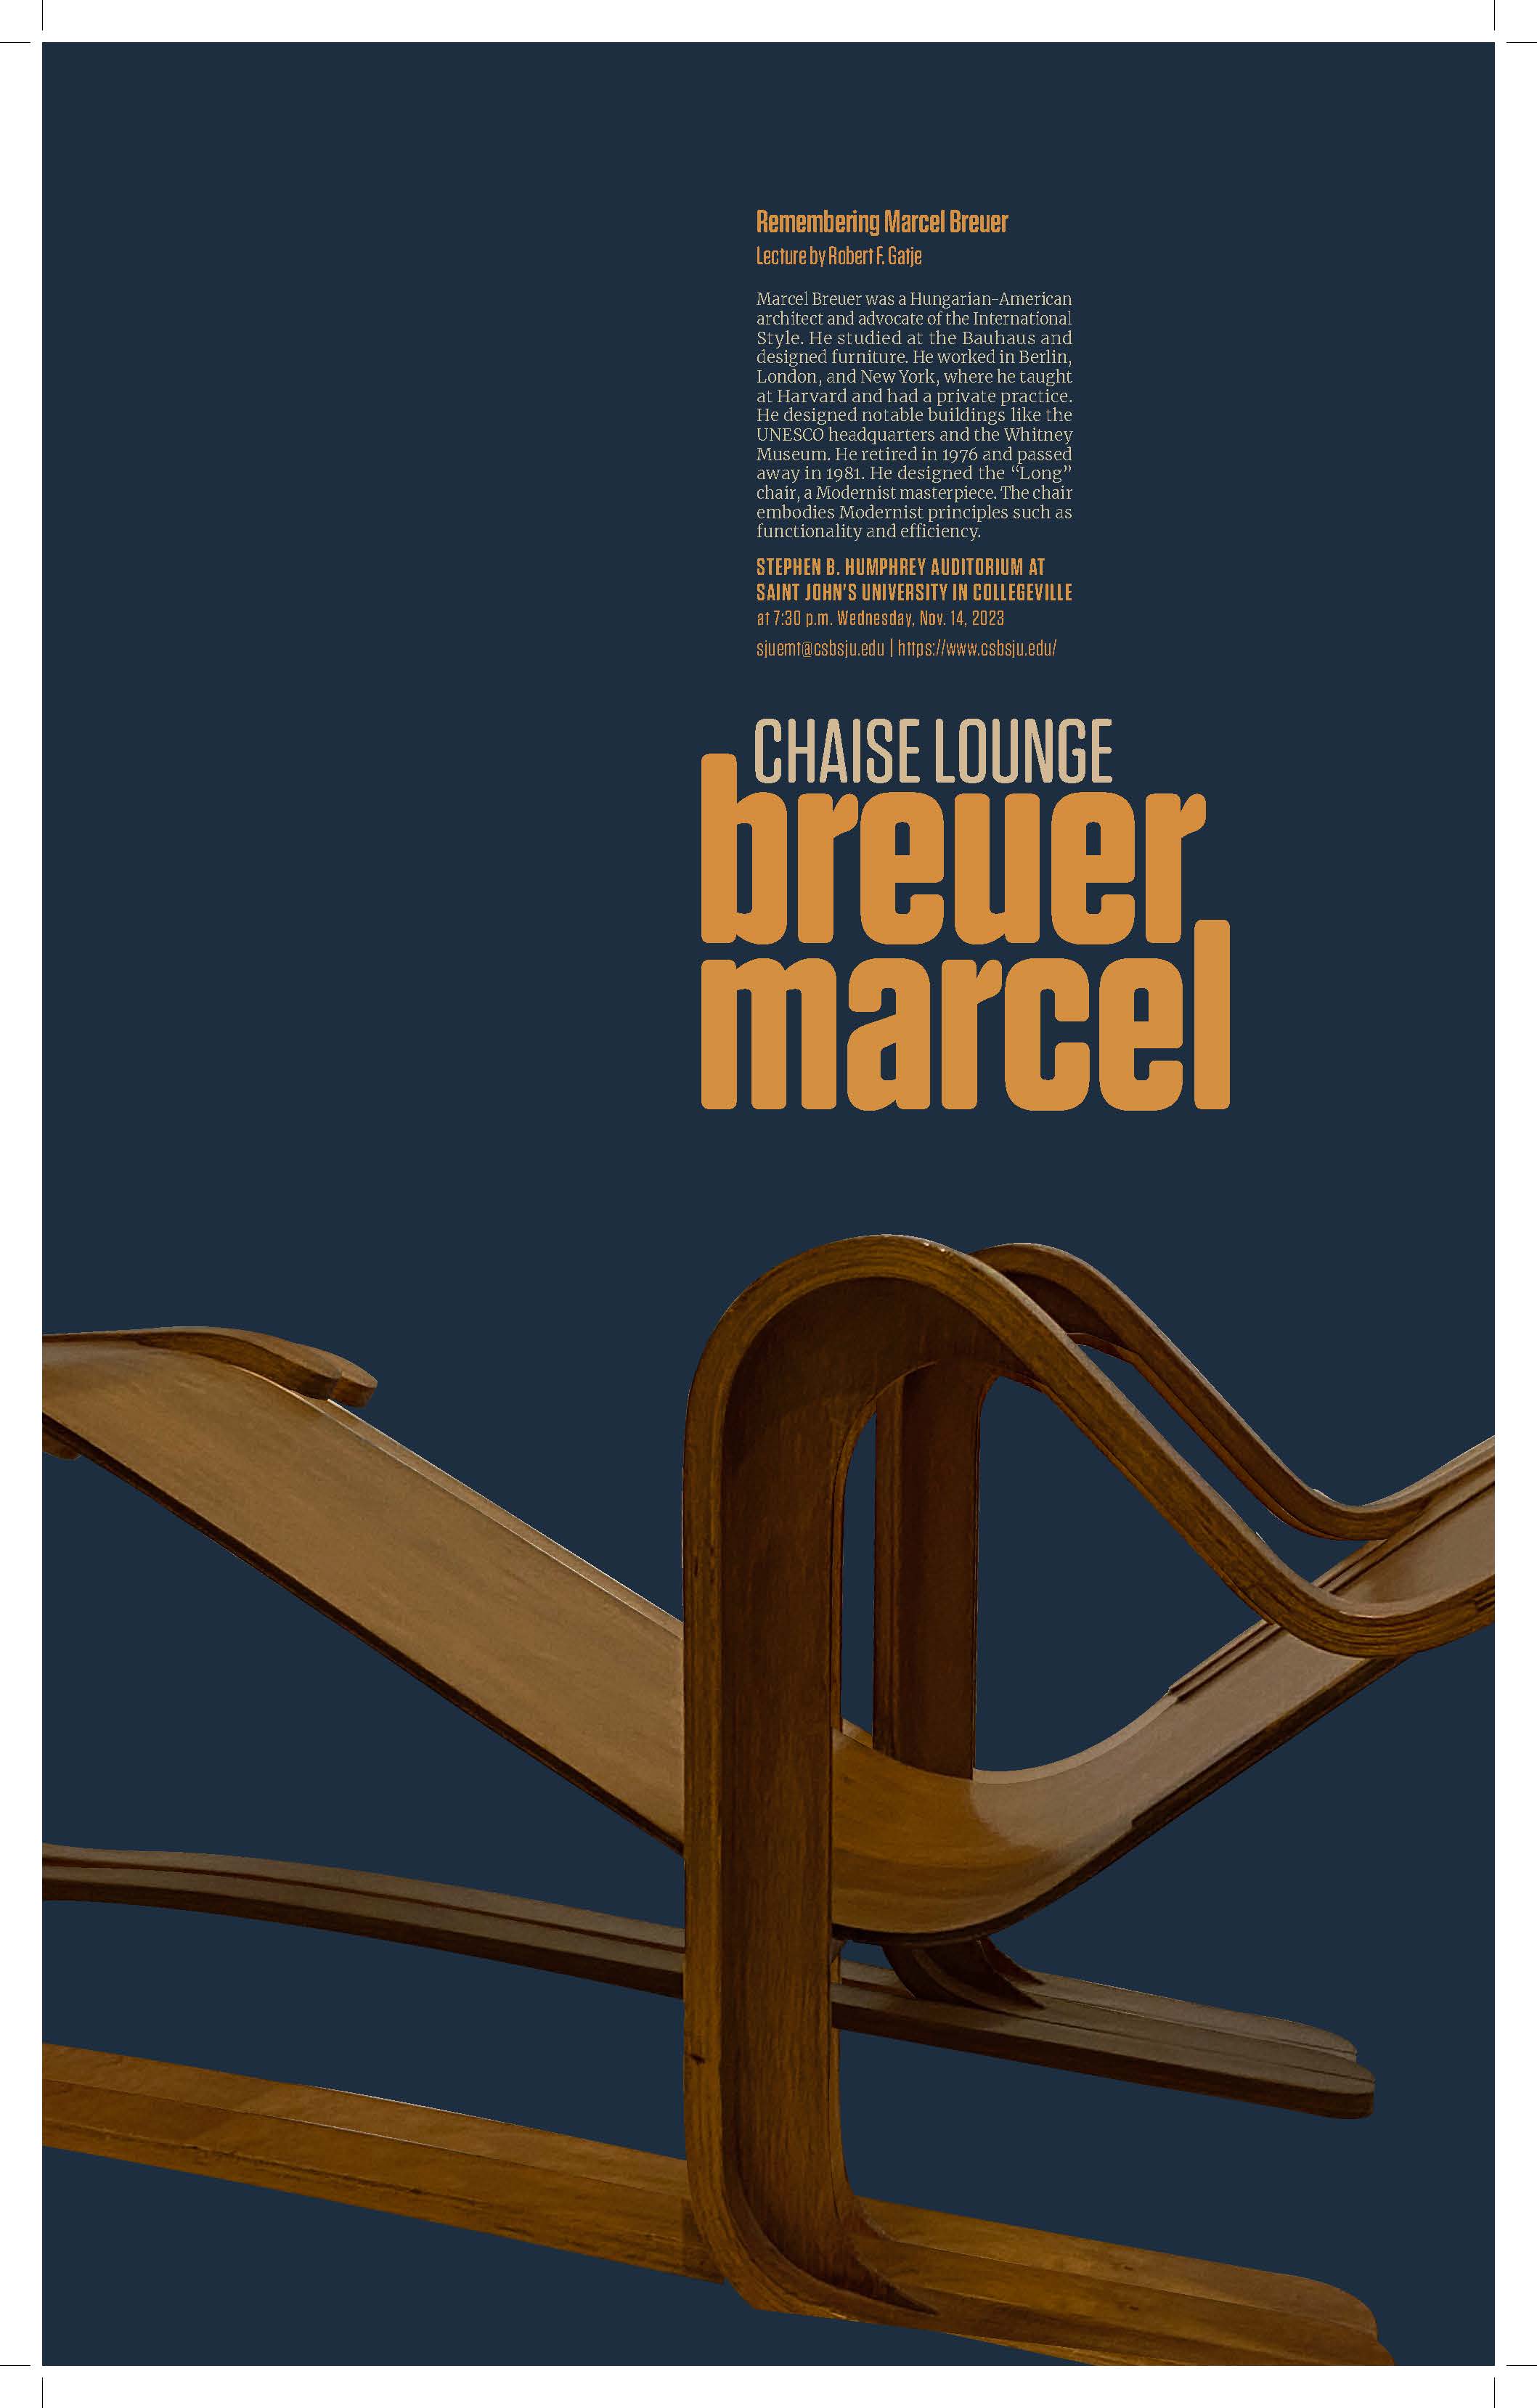 Remembering Marcel Breuer
Lecture by Robert F. Gatje
Marcel Breuer was a Hungarian-American
architect and advocate of the International
Style. He studied at the Bauhaus and
designed furniture. He worked in Berlin,
London, and New York, where he taught
at Harvard and had a private practice.
He designed notable buildings like the
UNESCO headquarters and the Whitney
Museum. He retired in 1976 and passed
away in 1981. He designed the “Long”
chair, a Modernist masterpiece. The chair
embodies Modernist principles such as
functionality and efficiency.
STEPHEN B. HUMPHREY AUDITORIUM AT
SAINT JOHN'S UNIVERSITY IN COLLEGEVILLE
at 7:30 p.m. Wednesday, Nov. 14, 2023
sjuemt@csbsju.edu | https://www.csbsju.edu/
CHAISE LOUNGE
breuer
marcel